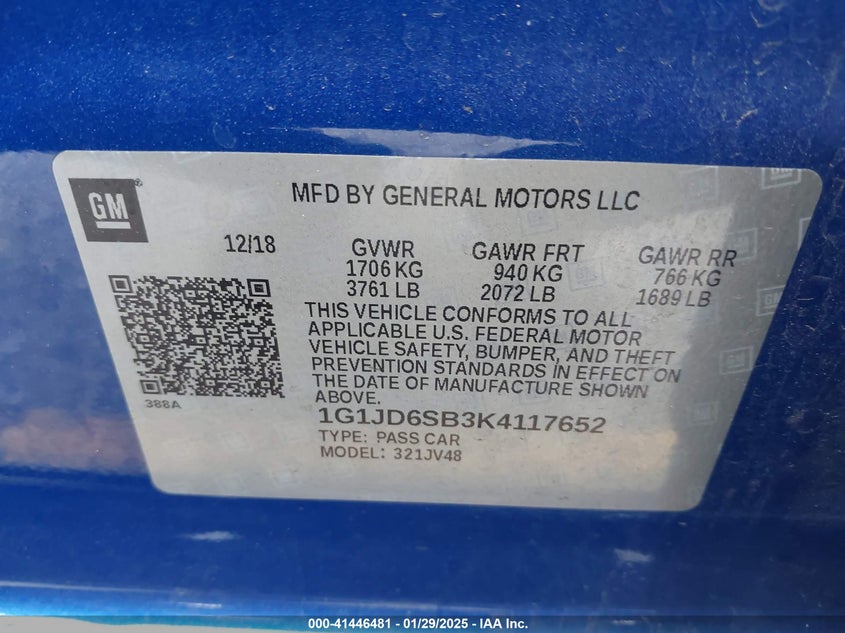 GM
MFD BY GENERAL MOTORS LLC
12/18 GVWR GAWR FRT GAWR RR
1706 KG 940 KG 766 KG
3761 LB 2072 LB 1689 LB
THIS VEHICLE CONFORMS TO ALL
APPLICABLE U.S. FEDERAL MOTOR
VEHICLE SAFETY, BUMPER, AND THEFT
PREVENTION STANDARDS IN EFFECT ON
THE DATE OF MANUFACTURE SHOWN
ABOVE.
388A
1G1JD6SB3K4117652
TYPE: PASS CAR
MODEL: 321JV48
000-41446481 - 01/29/2025 - IAA Inc.